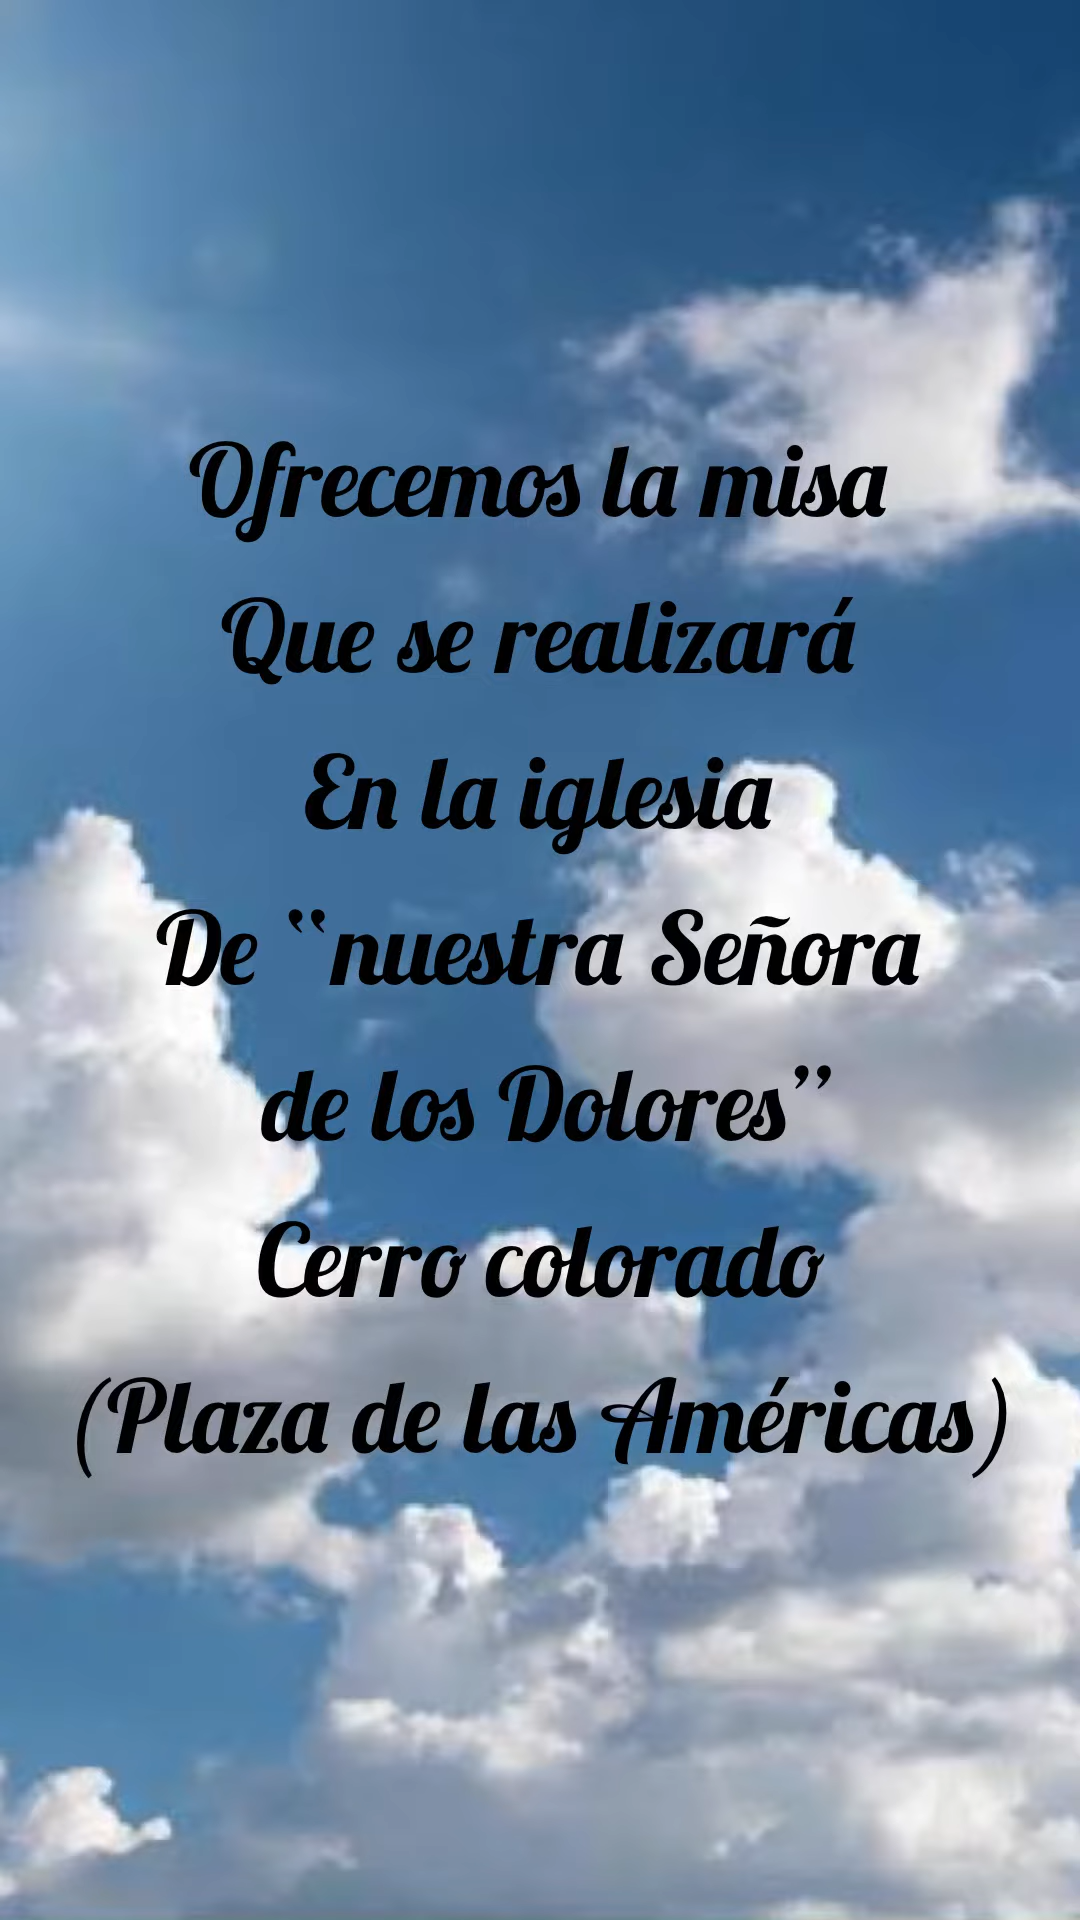 Ofrecemos la misa
Que se realizará
En la iglesia
De “nuestra Señora
de los Dolores”
Cerro colorado
(Plaza de las Américas)